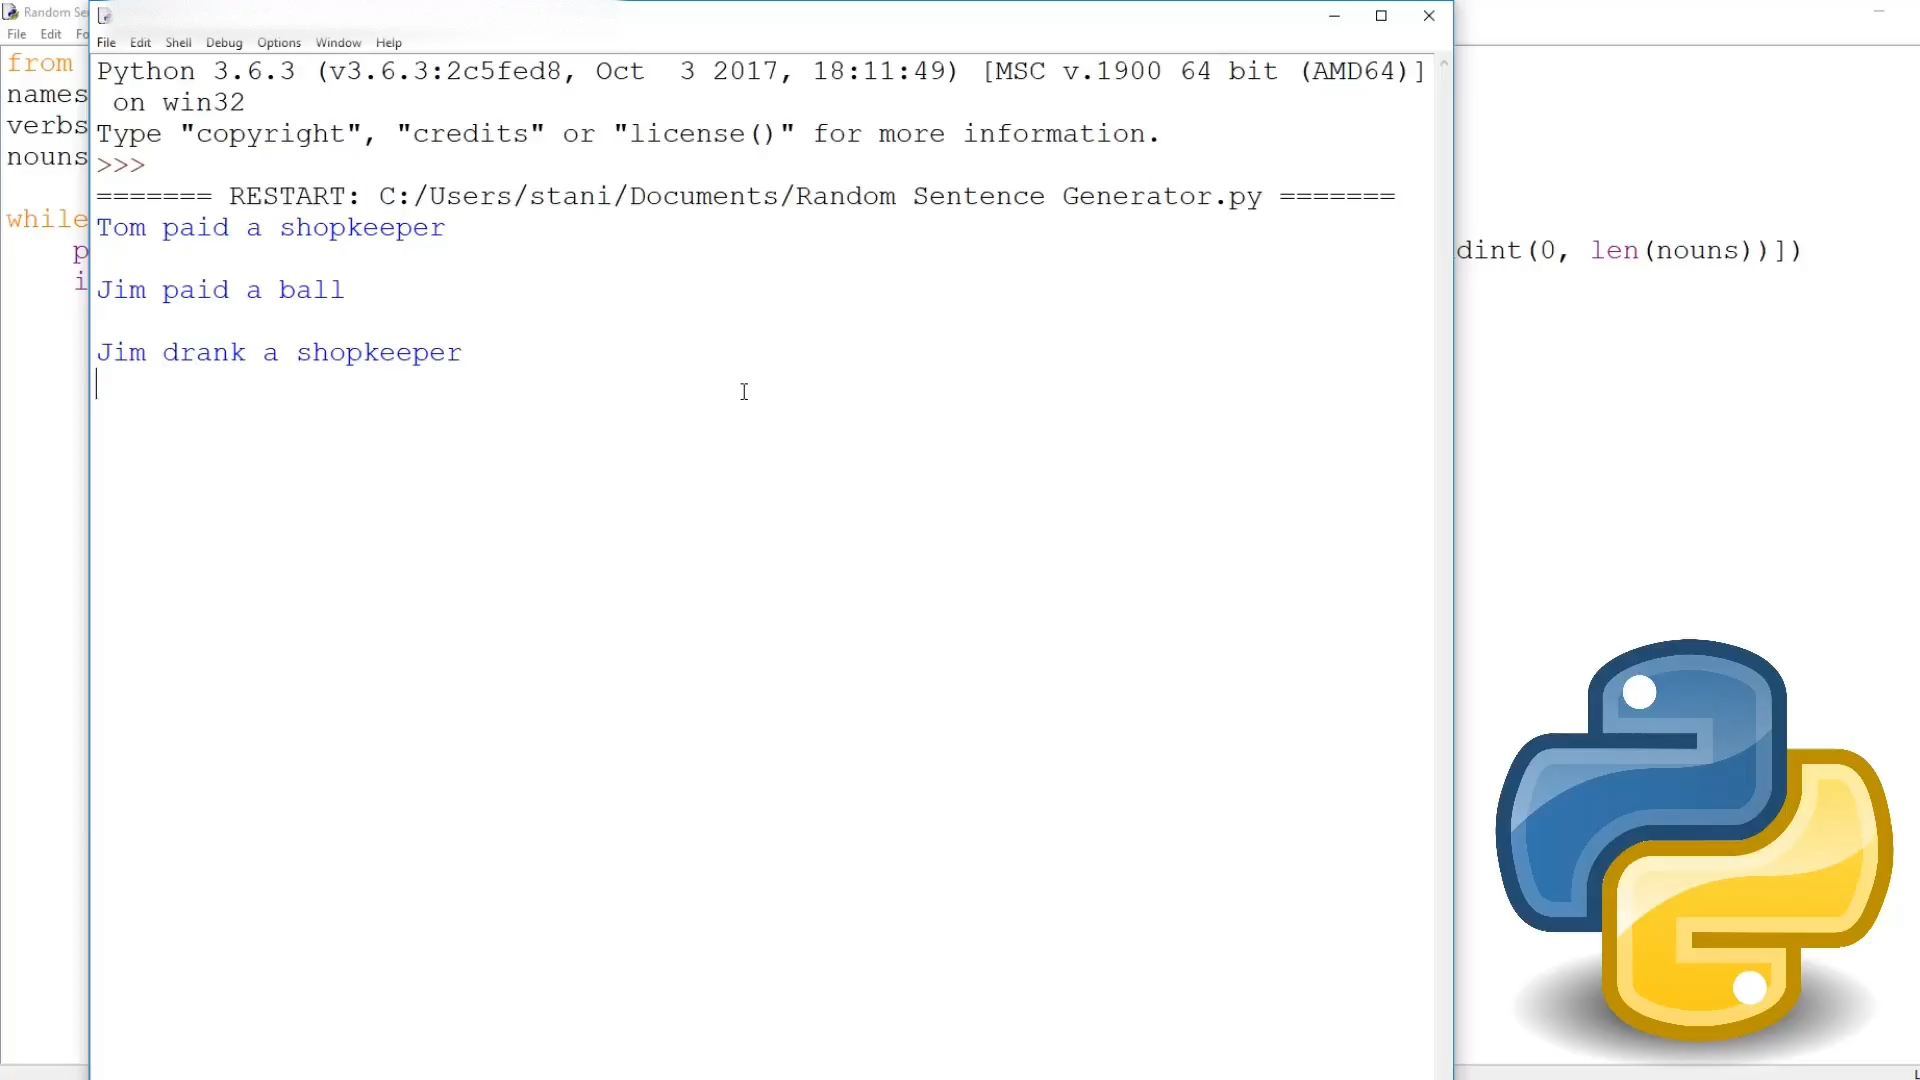 Random Se
File Edit Fo
from
names
verbs
nouns
while
p
i
File Edit Shell Debug Options Window Help
Python 3.6.3 (v3.6.3:2c5fed8, Oct  3 2017, 18:11:49) [MSC v.1900 64 bit (AMD64)]
on win32
Type "copyright", "credits" or "license()" for more information.
>>>
======= RESTART: C:/Users/stani/Documents/Random Sentence Generator.py =======
Tom paid a shopkeeper
Jim paid a ball
Jim drank a shopkeeper
dint(0, len(nouns))])